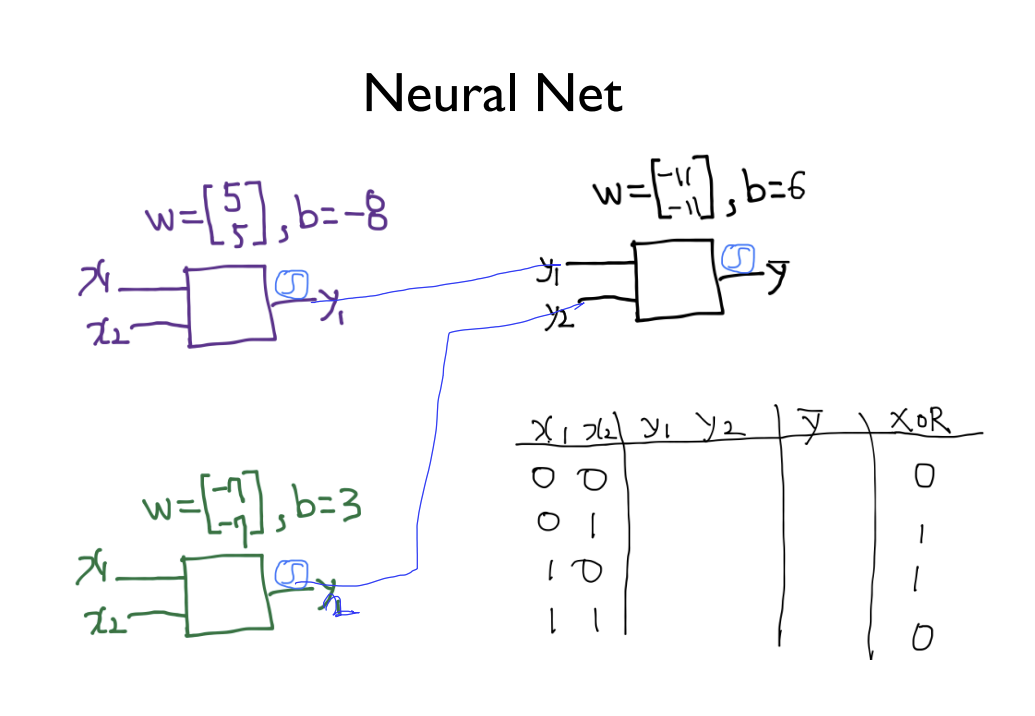 Neural Net
w=[5 5], b=-8
x1
x2
S
y1
w=[-11 -11], b=6
y1
y2
S
ȳ
w=[-7 -7], b=3
x1
x2
S
y2
x1 x2 y1 y2 ȳ XOR
0 0 0
0 1 1
1 0 1
1 1 0